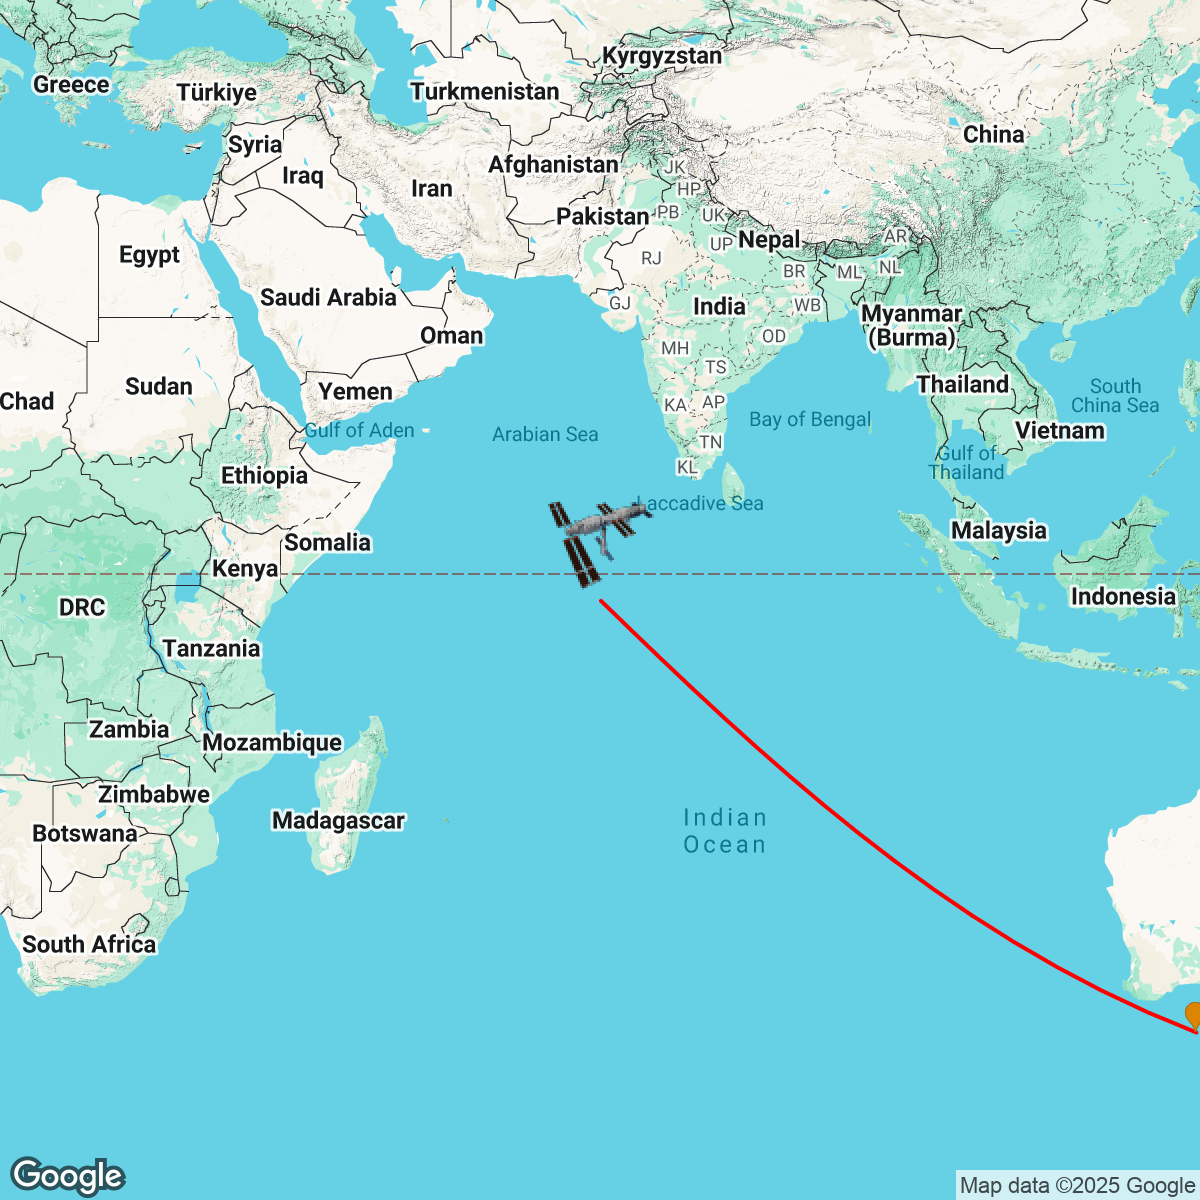 Kyrgyzstan
Greece
Türkiye
Turkmenistan
China
Syria
Afghanistan
Iraq
Iran
JK
HP
Pakistan
PB
UK
Nepal
AR
UP
Egypt
RJ
BR
ML
NL
Saudi Arabia
GJ
India
WB
Myanmar
(Burma)
Oman
OD
MH
TS
Sudan
Yemen
Thailand
South
China Sea
Chad
KA
AP
Gulf of Aden
Arabian Sea
Bay of Bengal
Vietnam
TN
Gulf of
Thailand
Ethiopia
KL
Laccadive Sea
Malaysia
Somalia
Kenya
Indonesia
DRC
Tanzania
Zambia
Mozambique
Zimbabwe
Madagascar
Indian
Ocean
Botswana
South Africa
Google
Map data ©2025 Google